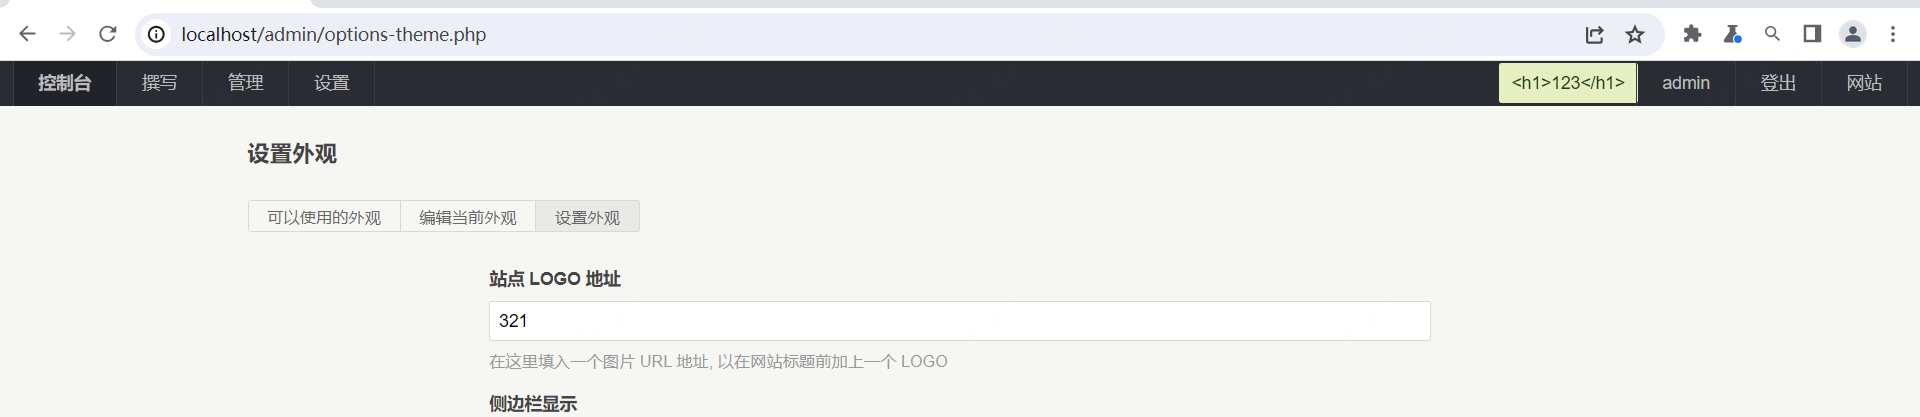 localhost/admin/options-theme.php
控制台 撰写 管理 设置 <h1>123</h1> admin 登出 网站
设置外观
可以使用的外观 编辑当前外观 设置外观
站点 LOGO 地址
321
在这里填入一个图片 URL 地址, 以在网站标题前加上一个 LOGO
侧边栏显示